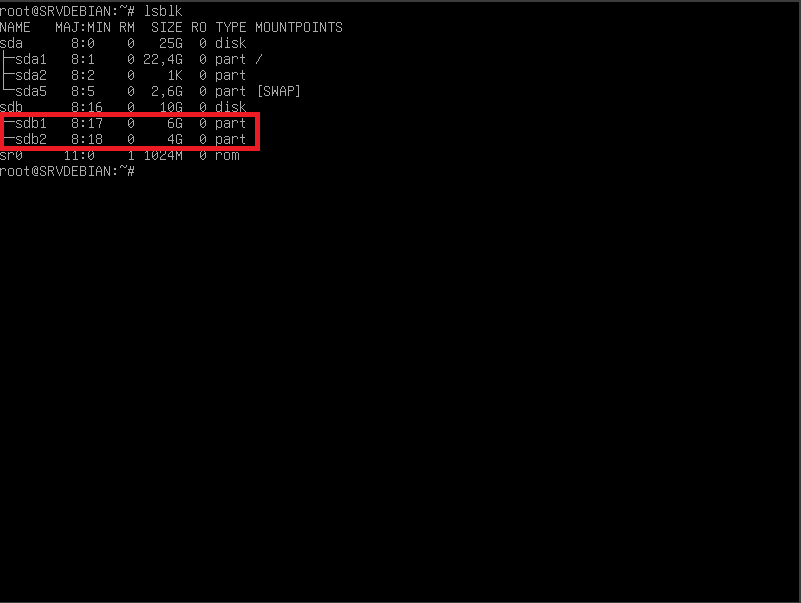 root@SRVDEBIAN:~# lsblk
NAME   MAJ:MIN RM  SIZE RO TYPE MOUNTPOINTS
sda      8:0    0   25G  0 disk
├─sda1   8:1    0 22,4G  0 part /
├─sda2   8:2    0    1K  0 part
└─sda5   8:5    0  2,6G  0 part [SWAP]
sdb      8:16   0   10G  0 disk
├─sdb1   8:17   0    6G  0 part
└─sdb2   8:18   0    4G  0 part
sr0     11:0    1 1024M  0 rom
root@SRVDEBIAN:~#